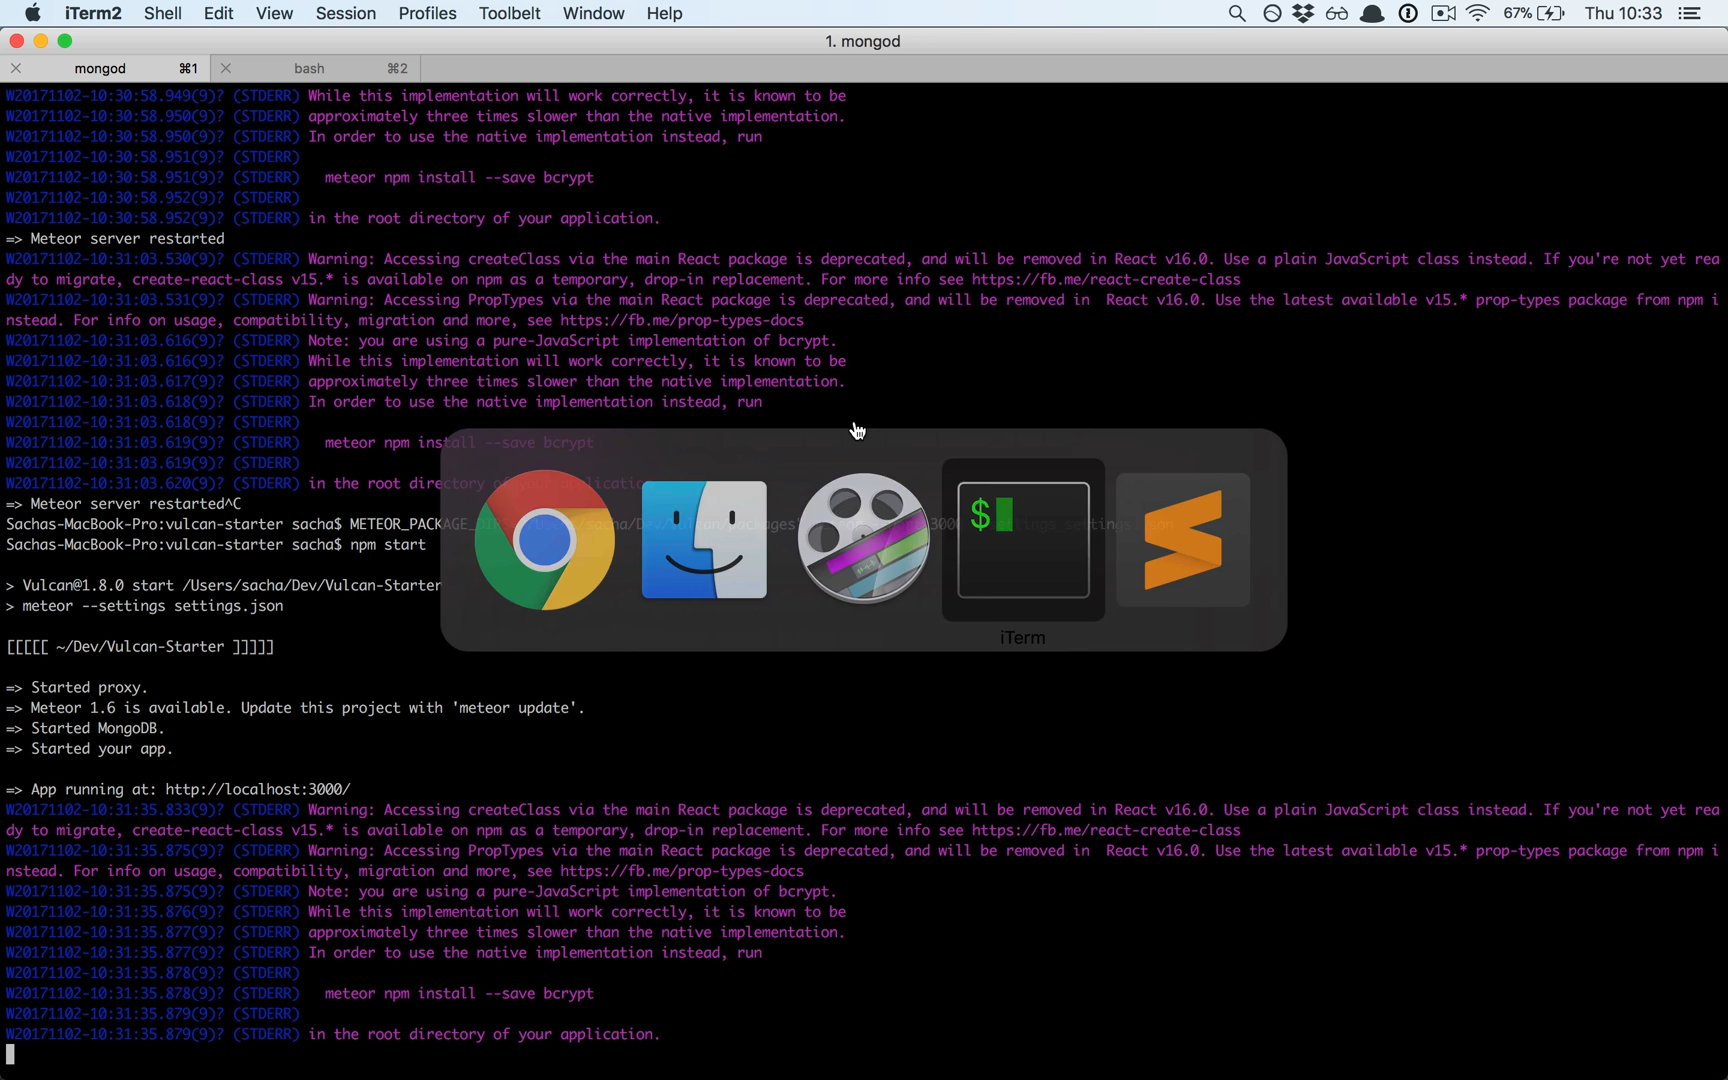 iTerm2 Shell Edit View Session Profiles Toolbelt Window Help 67% Thu 10:33
1. mongod
mongod ⌘1 bash ⌘2
W20171102-10:30:58.949(9)? (STDERR) While this implementation will work correctly, it is known to be
W20171102-10:30:58.950(9)? (STDERR) approximately three times slower than the native implementation.
W20171102-10:30:58.950(9)? (STDERR) In order to use the native implementation instead, run
W20171102-10:30:58.951(9)? (STDERR)
W20171102-10:30:58.951(9)? (STDERR)   meteor npm install --save bcrypt
W20171102-10:30:58.952(9)? (STDERR)
W20171102-10:30:58.952(9)? (STDERR) in the root directory of your application.
=> Meteor server restarted
W20171102-10:31:03.530(9)? (STDERR) Warning: Accessing createClass via the main React package is deprecated, and will be removed in React v16.0. Use a plain JavaScript class instead. If you're not yet rea
dy to migrate, create-react-class v15.* is available on npm as a temporary, drop-in replacement. For more info see https://fb.me/react-create-class
W20171102-10:31:03.531(9)? (STDERR) Warning: Accessing PropTypes via the main React package is deprecated, and will be removed in  React v16.0. Use the latest available v15.* prop-types package from npm i
nstead. For info on usage, compatibility, migration and more, see https://fb.me/prop-types-docs
W20171102-10:31:03.616(9)? (STDERR) Note: you are using a pure-JavaScript implementation of bcrypt.
W20171102-10:31:03.616(9)? (STDERR) While this implementation will work correctly, it is known to be
W20171102-10:31:03.617(9)? (STDERR) approximately three times slower than the native implementation.
W20171102-10:31:03.618(9)? (STDERR) In order to use the native implementation instead, run
W20171102-10:31:03.618(9)? (STDERR)
W20171102-10:31:03.619(9)? (STDERR)   meteor npm install --save bcrypt
W20171102-10:31:03.619(9)? (STDERR)
W20171102-10:31:03.620(9)? (STDERR) in the root directory
=> Meteor server restarted^C
Sachas-MacBook-Pro:vulcan-starter sacha$ settings.json
Sachas-MacBook-Pro:vulcan-starter sacha$ npm start
> Vulcan@1.8.0 start /Users/sacha/Dev/Vulcan-Starter
> meteor --settings settings.json
[[[[[ ~/Dev/Vulcan-Starter ]]]]]
=> Started proxy.
=> Meteor 1.6 is available. Update this project with 'meteor update'.
=> Started MongoDB.
=> Started your app.
=> App running at: http://localhost:3000/
W20171102-10:31:35.833(9)? (STDERR) Warning: Accessing createClass via the main React package is deprecated, and will be removed in React v16.0. Use a plain JavaScript class instead. If you're not yet rea
dy to migrate, create-react-class v15.* is available on npm as a temporary, drop-in replacement. For more info see https://fb.me/react-create-class
W20171102-10:31:35.875(9)? (STDERR) Warning: Accessing PropTypes via the main React package is deprecated, and will be removed in  React v16.0. Use the latest available v15.* prop-types package from npm i
nstead. For info on usage, compatibility, migration and more, see https://fb.me/prop-types-docs
W20171102-10:31:35.875(9)? (STDERR) Note: you are using a pure-JavaScript implementation of bcrypt.
W20171102-10:31:35.876(9)? (STDERR) While this implementation will work correctly, it is known to be
W20171102-10:31:35.877(9)? (STDERR) approximately three times slower than the native implementation.
W20171102-10:31:35.877(9)? (STDERR) In order to use the native implementation instead, run
W20171102-10:31:35.878(9)? (STDERR)
W20171102-10:31:35.878(9)? (STDERR)   meteor npm install --save bcrypt
W20171102-10:31:35.879(9)? (STDERR)
W20171102-10:31:35.879(9)? (STDERR) in the root directory of your application.
$
iTerm